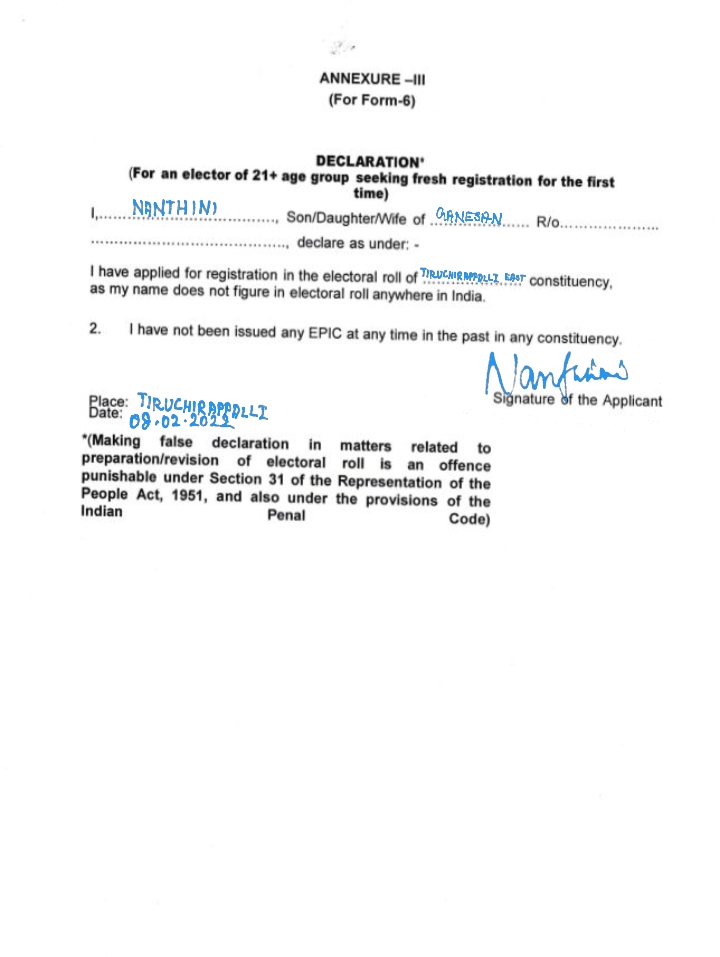 ANNEXURE –III
(For Form-6)
DECLARATION*
(For an elector of 21+ age group seeking fresh registration for the first
time)
I,......NANTHINI............, Son/Daughter/Wife of ..GANESAN...... R/o......................
........................................, declare as under: -
I have applied for registration in the electoral roll of TIRUCHIRAPPOLLI EAST constituency,
as my name does not figure in electoral roll anywhere in India.
2. I have not been issued any EPIC at any time in the past in any constituency.
Nanthini
Signature of the Applicant
Place: TIRUCHIRAPPOLLI
Date: 08.02.2022
*(Making false declaration in matters related to
preparation/revision of electoral roll is an offence
punishable under Section 31 of the Representation of the
People Act, 1951, and also under the provisions of the
Indian Penal Code)